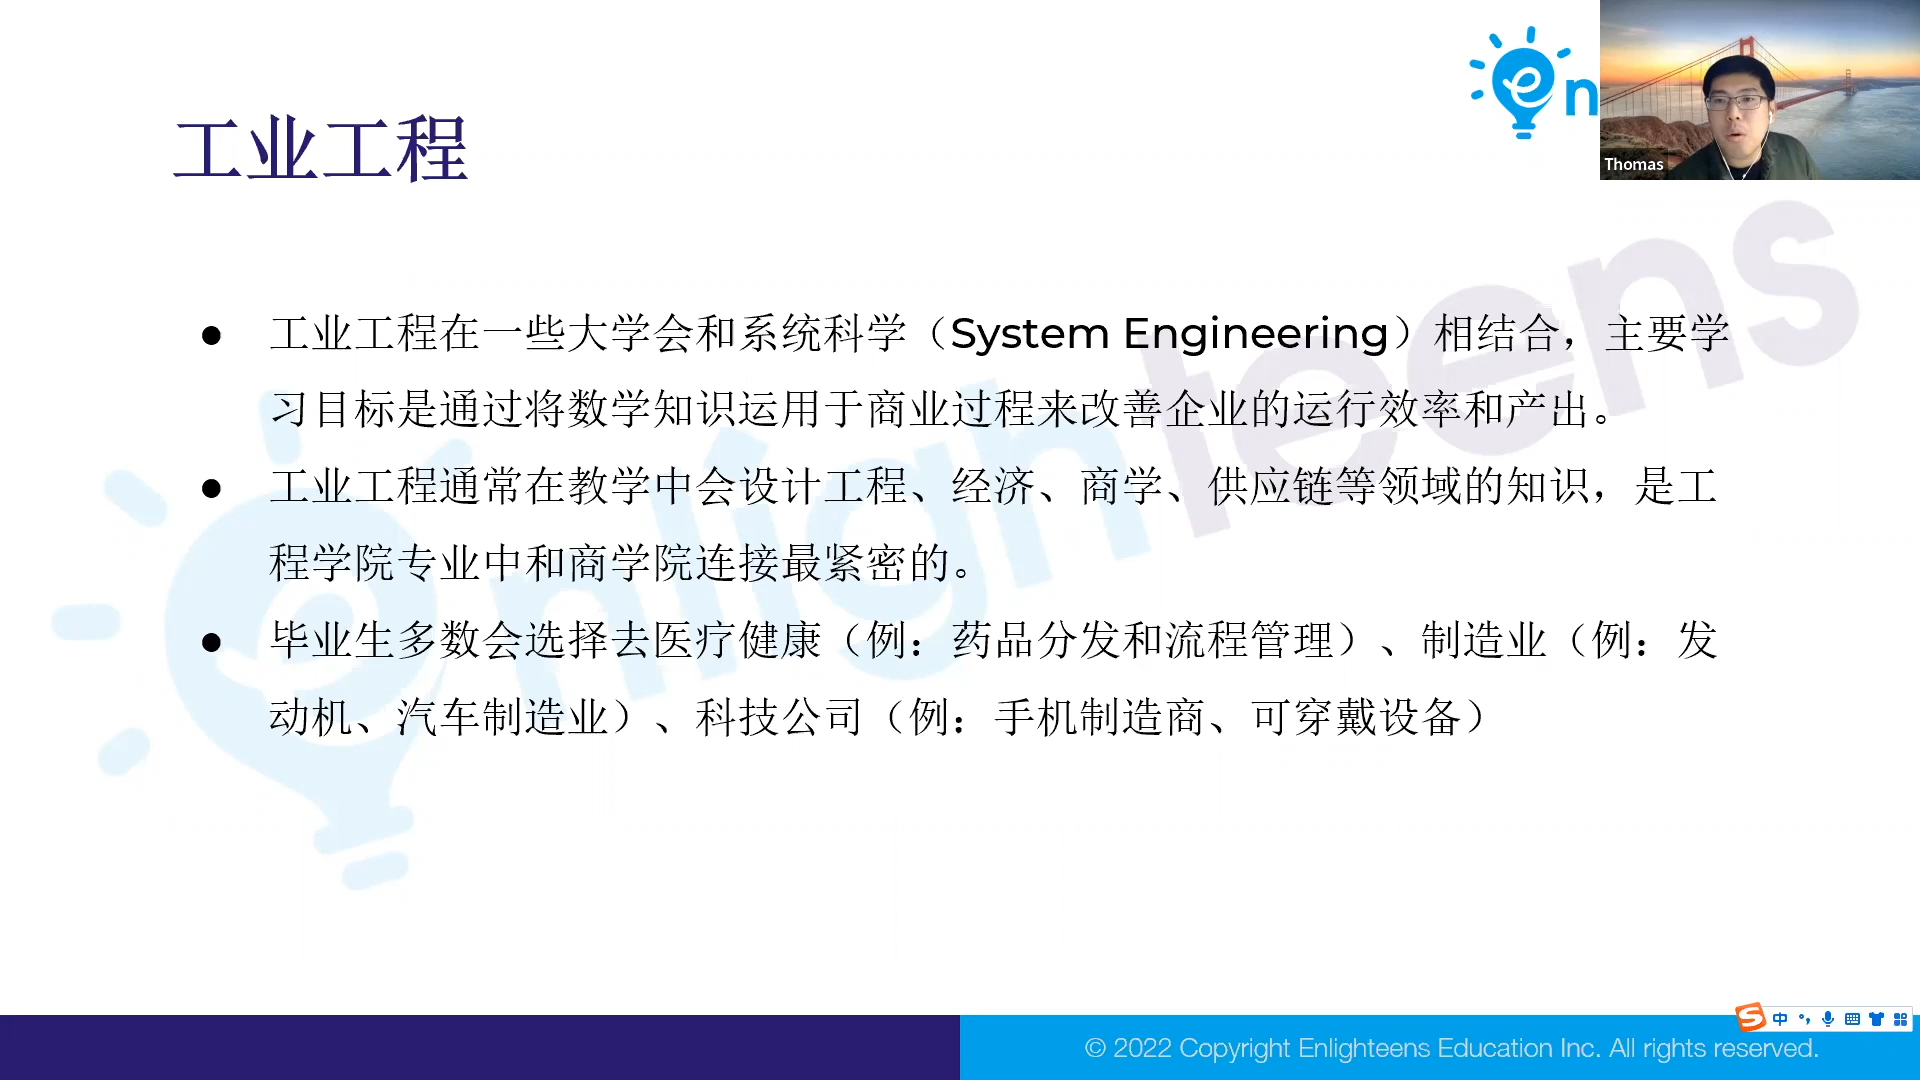 工业工程
en
Thomas
工业工程在一些大学会和系统科学（System Engineering）相结合，主要学
习目标是通过将数学知识运用于商业过程来改善企业的运行效率和产出。
工业工程通常在教学中会设计工程、经济、商学、供应链等领域的知识，是工
程学院专业中和商学院连接最紧密的。
毕业生多数会选择去医疗健康（例：药品分发和流程管理）、制造业（例：发
动机、汽车制造业）、科技公司（例：手机制造商、可穿戴设备）
enlighteens
中
© 2022 Copyright Enlighteens Education Inc. All rights reserved.